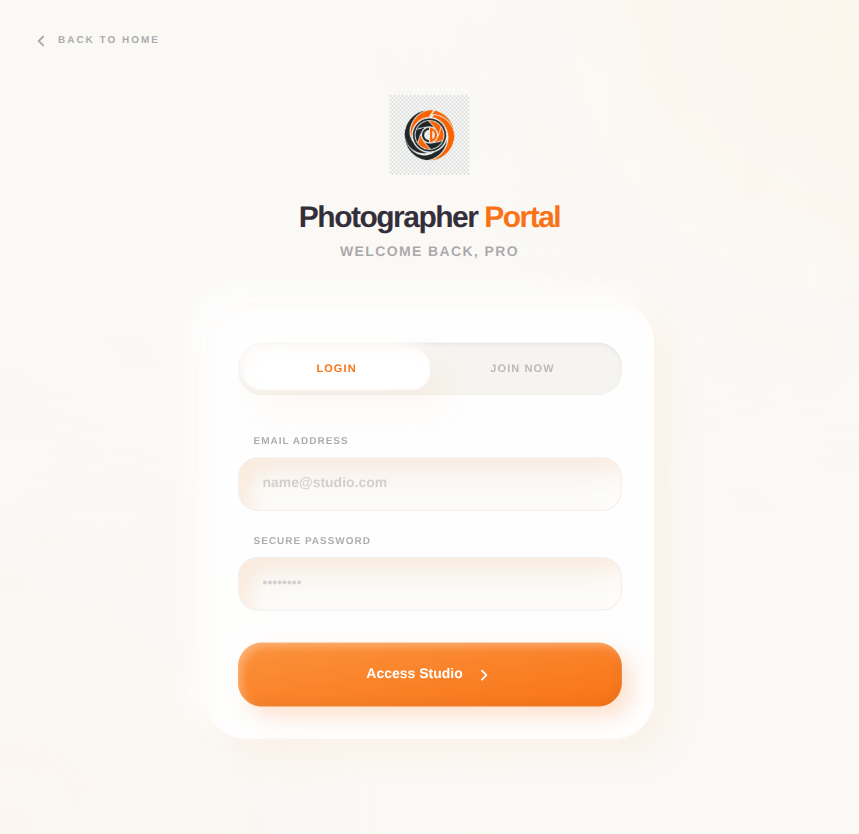 BACK TO HOME
Photographer Portal
WELCOME BACK, PRO
LOGIN
JOIN NOW
EMAIL ADDRESS
name@studio.com
SECURE PASSWORD
••••••••
Access Studio